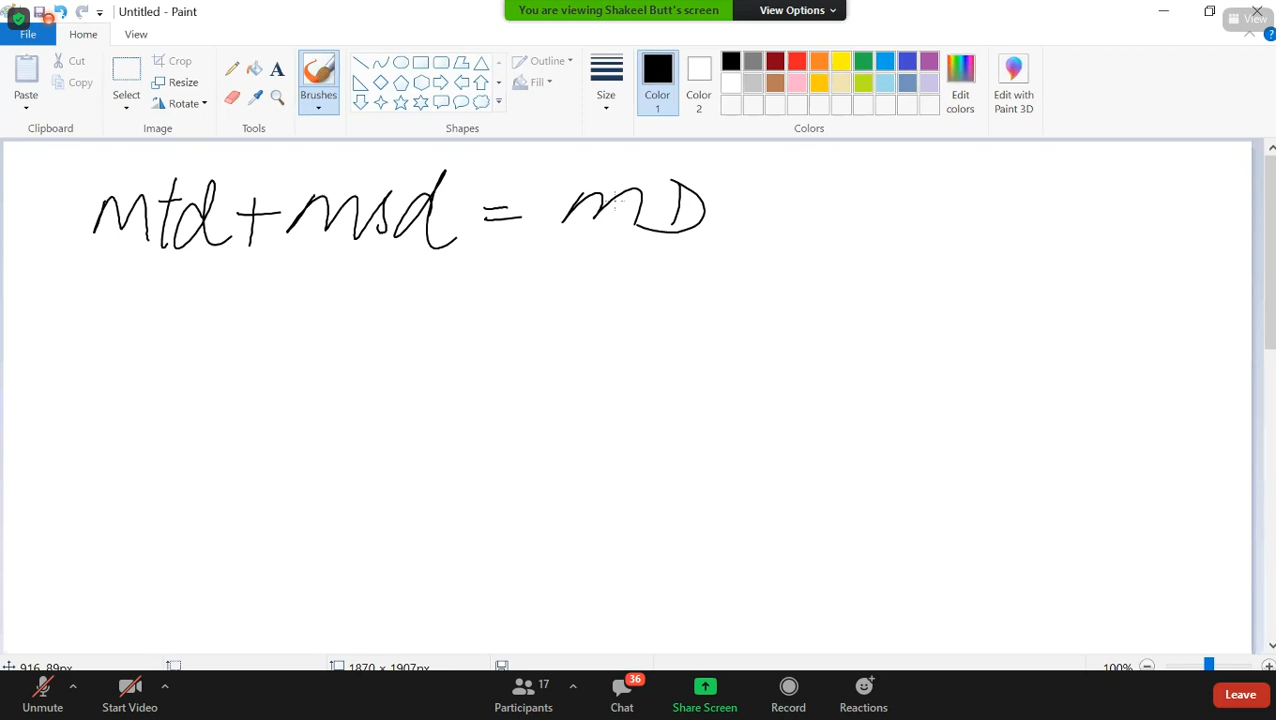 Untitled - Paint
You are viewing Shakeel Butt's screen
View Options
View
File
Home
View
Paste
Cut
Copy
Clipboard
Select
Crop
Resize
Rotate
Image
A
Tools
Brushes
Outline
Fill
Shapes
Size
Color 1
Color 2
Edit colors
Edit with Paint 3D
Colors
?
mtd+msd = mD
916, 89px
1870 × 1907px
100%
Unmute
Start Video
17
Participants
36
Chat
Share Screen
Record
Reactions
Leave